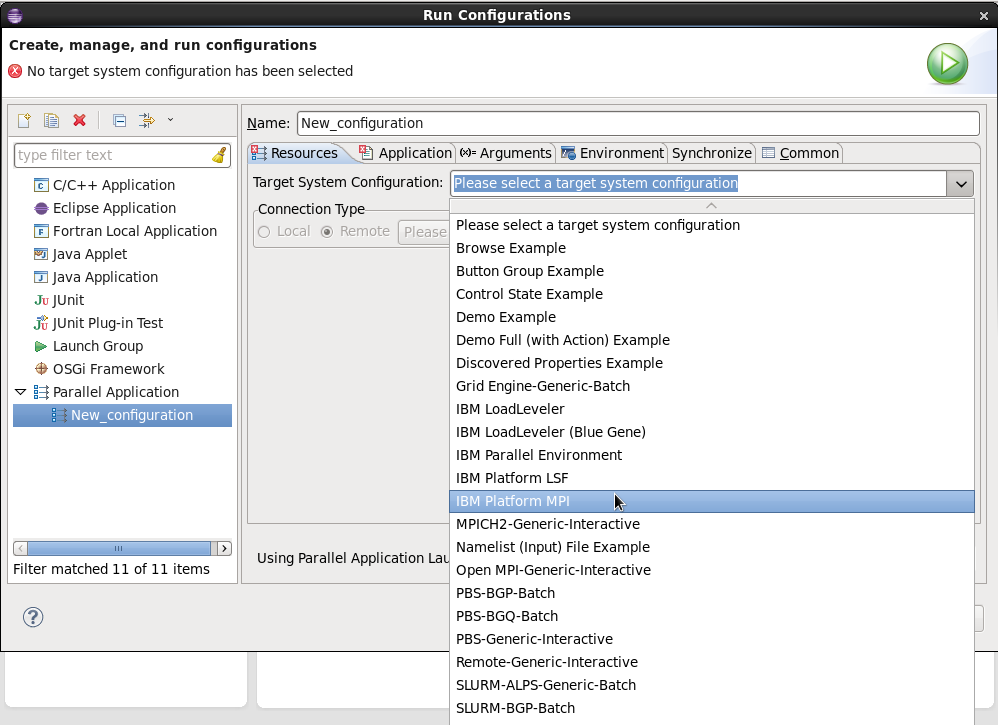 Run Configurations
Create, manage, and run configurations
No target system configuration has been selected
type filter text
C/C++ Application
Eclipse Application
Fortran Local Application
Java Applet
Java Application
Ju JUnit
JUnit Plug-in Test
Launch Group
OSGi Framework
Parallel Application
New_configuration
Filter matched 11 of 11 items
Name: New_configuration
Resources Application (x)= Arguments Environment Synchronize Common
Target System Configuration: Please select a target system configuration
Connection Type
Local Remote Please
Please select a target system configuration
Browse Example
Button Group Example
Control State Example
Demo Example
Demo Full (with Action) Example
Discovered Properties Example
Grid Engine-Generic-Batch
IBM LoadLeveler
IBM LoadLeveler (Blue Gene)
IBM Parallel Environment
IBM Platform LSF
IBM Platform MPI
MPICH2-Generic-Interactive
Namelist (Input) File Example
Open MPI-Generic-Interactive
PBS-BGP-Batch
PBS-BGQ-Batch
PBS-Generic-Interactive
Remote-Generic-Interactive
SLURM-ALPS-Generic-Batch
SLURM-BGP-Batch
Using Parallel Application Lau